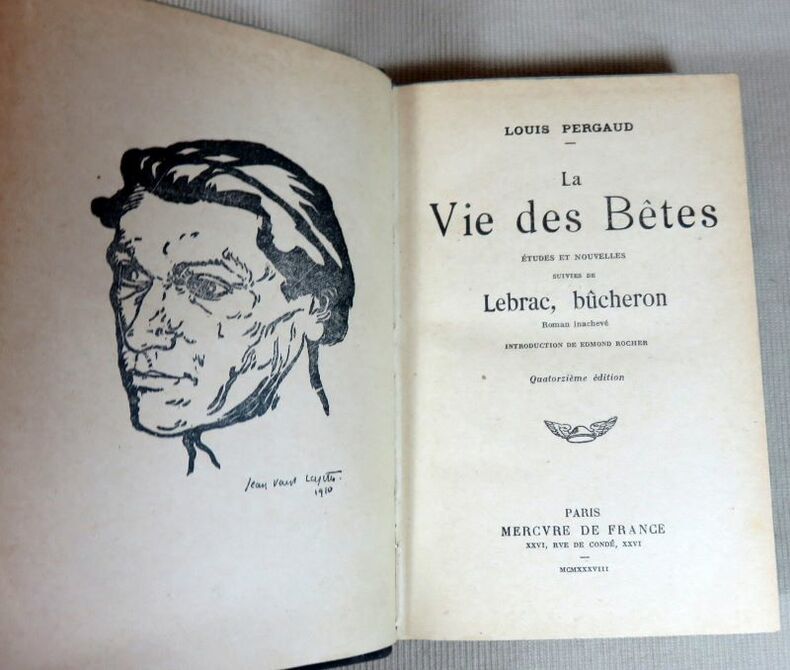 Jean Paul
1910
LOUIS PERGAUD
La
Vie des Bêtes
ÉTUDES ET NOUVELLES
SUIVIES DE
Lebrac, bûcheron
Roman inachevé
INTRODUCTION DE EDMOND ROCHER
Quatorzième édition
PARIS
MERCVRE DE FRANCE
XXVI, RVE DE CONDÉ, XXVI
MCMXXXVIII